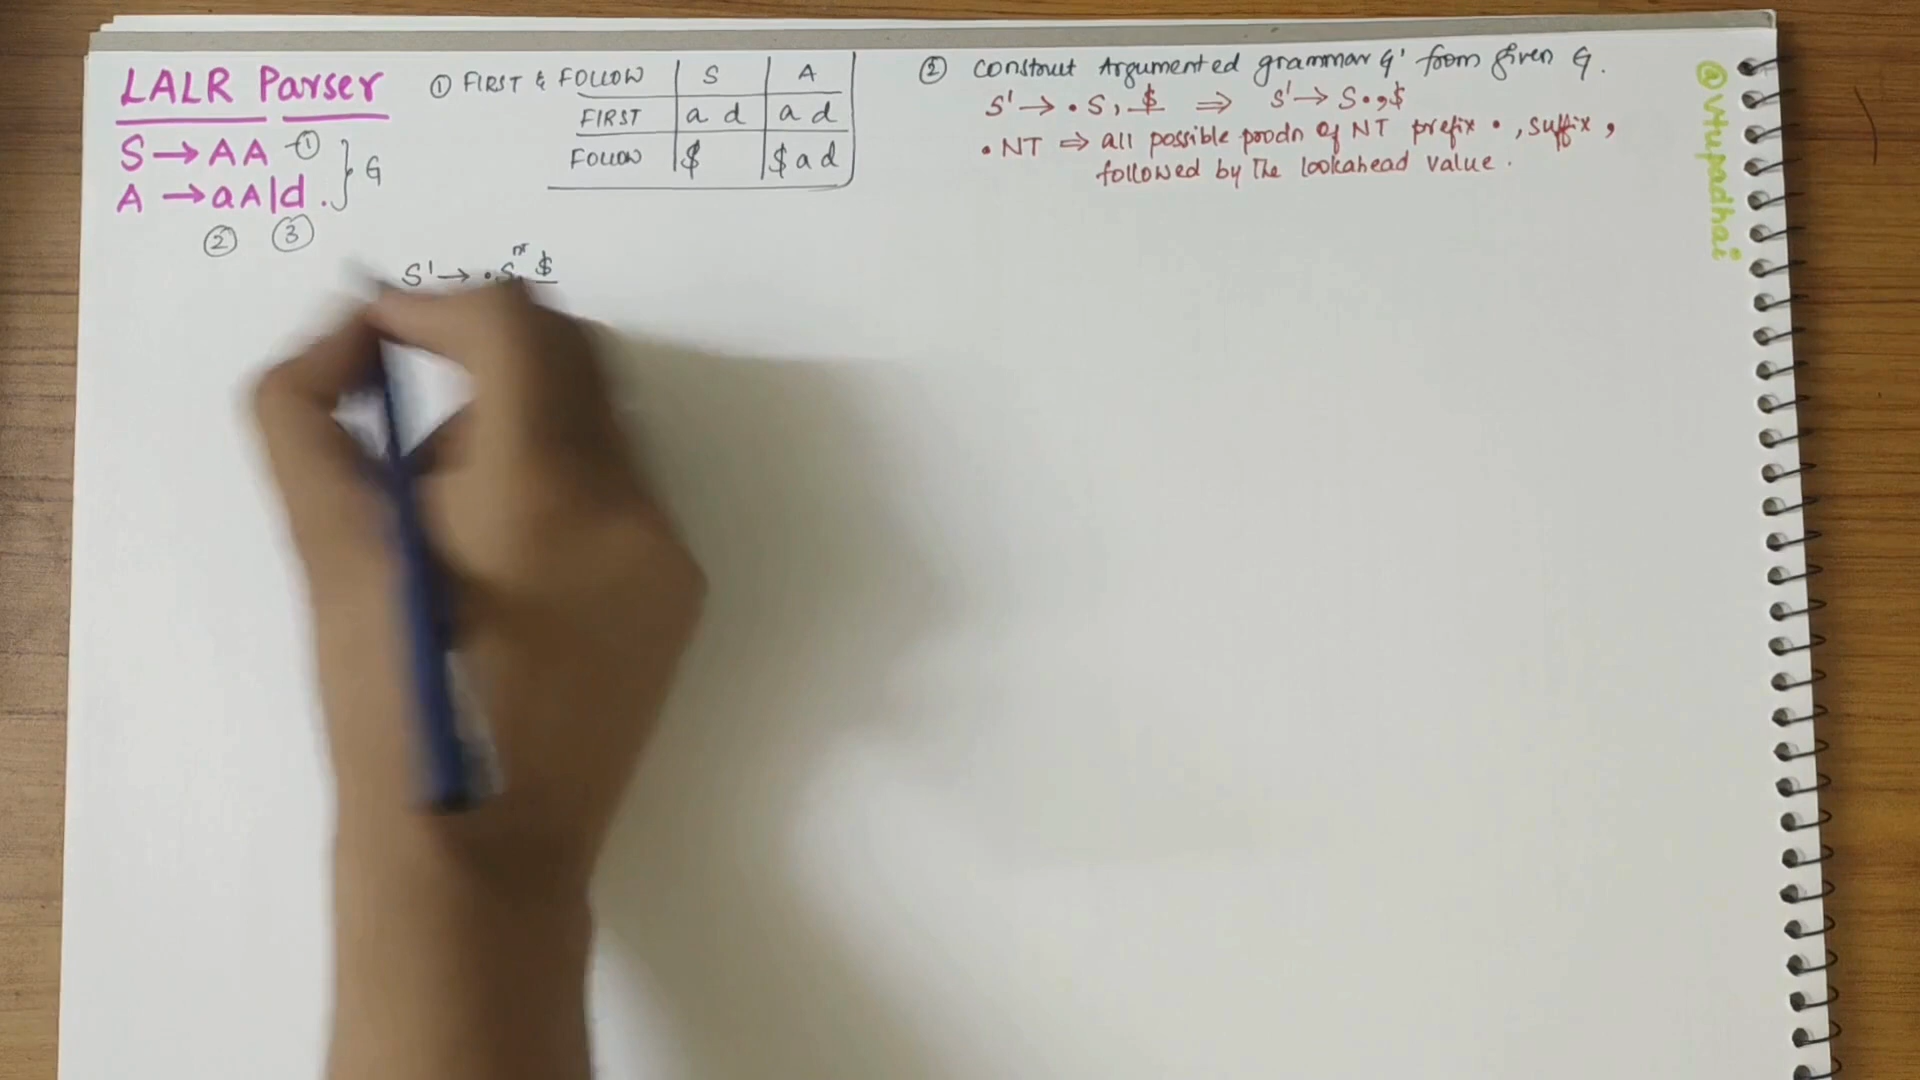 LALR Parser
S → AA -①
A → aA|d .
} G
② ③
① FIRST & FOLLOW | S | A
FIRST | a d | a d
FOLLOW | $ | $ a d
② Construct Argumented grammar G' from given G.
S' → • S, $ ⇒ S' → S•,$
• NT ⇒ all possible prodn of NT prefix • , suffix ,
followed by The lookahead value .
@vtupadhai
NT
S' → •S, $